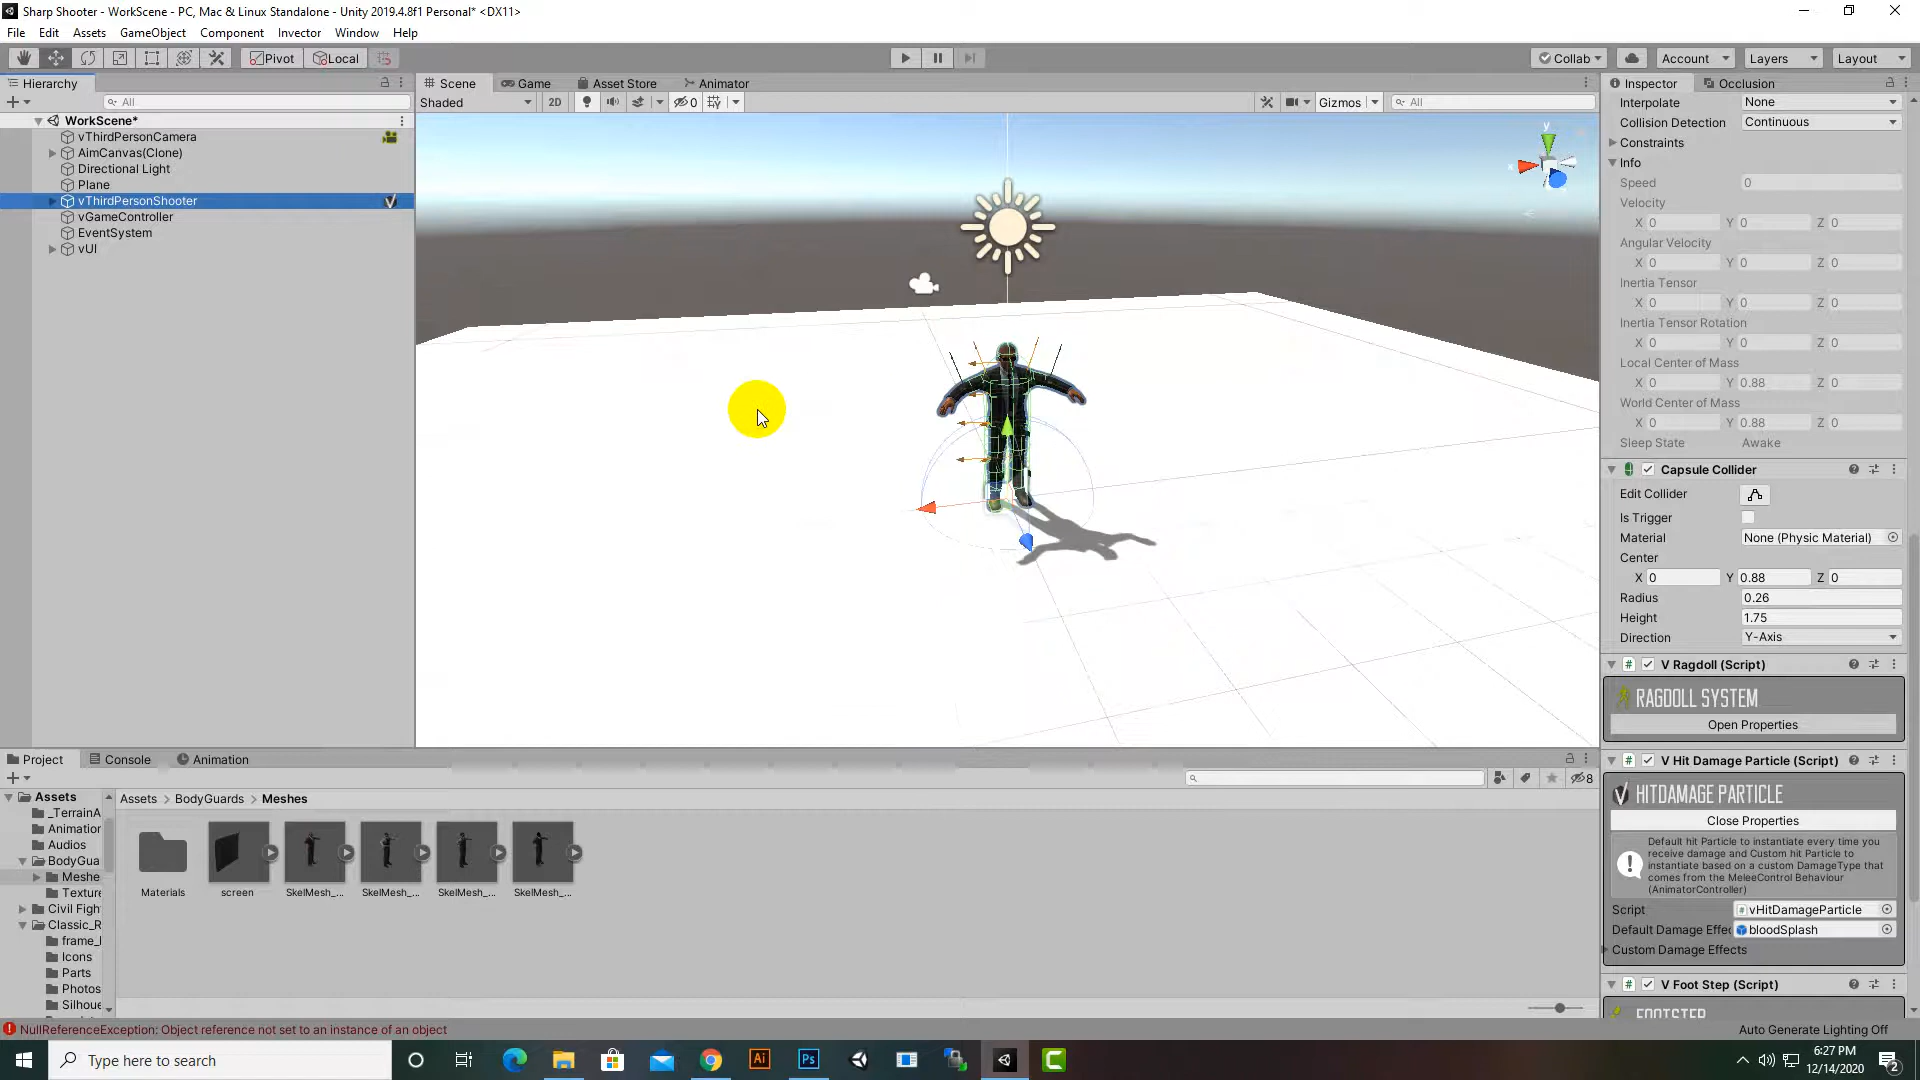 Sharp Shooter - WorkScene - PC, Mac & Linux Standalone - Unity 2019.4.8f1 Personal* <DX11>
File Edit Assets GameObject Component Invector Window Help
Pivot Local Collab Account Layers Layout
Hierarchy
All
WorkScene*
vThirdPersonCamera
AimCanvas(Clone)
Directional Light
Plane
vThirdPersonShooter
vGameController
EventSystem
vUI
Scene Game Asset Store Animator
Shaded 2D 0 Gizmos All
y
Inspector Occlusion
Interpolate None
Collision Detection Continuous
Constraints
Info
Speed 0
Velocity
X 0 Y 0 Z 0
Angular Velocity
X 0 Y 0 Z 0
Inertia Tensor
X 0 Y 0 Z 0
Inertia Tensor Rotation
X 0 Y 0 Z 0
Local Center of Mass
X 0 Y 0.88 Z 0
World Center of Mass
X 0 Y 0.88 Z 0
Sleep State Awake
Capsule Collider
Edit Collider
Is Trigger
Material None (Physic Material)
Center
X 0 Y 0.88 Z 0
Radius 0.26
Height 1.75
Direction Y-Axis
V Ragdoll (Script)
RAGDOLL SYSTEM
Open Properties
V Hit Damage Particle (Script)
HITDAMAGE PARTICLE
Close Properties
Default hit Particle to instantiate every time you
receive damage and Custom hit Particle to
instantiate based on a custom DamageType that
comes from the MeleeControl Behaviour
(AnimatorController)
Script vHitDamageParticle
Default Damage Effec bloodSplash
Custom Damage Effects
V Foot Step (Script)
FOOTSTEP
Project Console Animation
8
Assets
_TerrainA
Animation
Audios
BodyGua
Meshe
Texture
Civil Figh
Classic_R
frame_
Icons
Parts
Photos
Silhoue
Assets > BodyGuards > Meshes
Materials
screen
SkelMesh_...
SkelMesh_...
SkelMesh_...
SkelMesh_...
NullReferenceException: Object reference not set to an instance of an object
Auto Generate Lighting Off
Type here to search
Ai
Ps
6:27 PM
12/14/2020
2